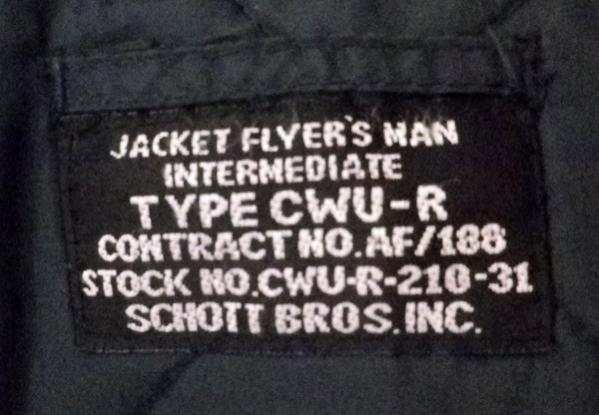 JACKET FLYER'S MAN
INTERMEDIATE
TYPE CWU-R
CONTRACT NO.AF/188
STOCK NO.CWU-R-210-31
SCHOTT BROS.INC.